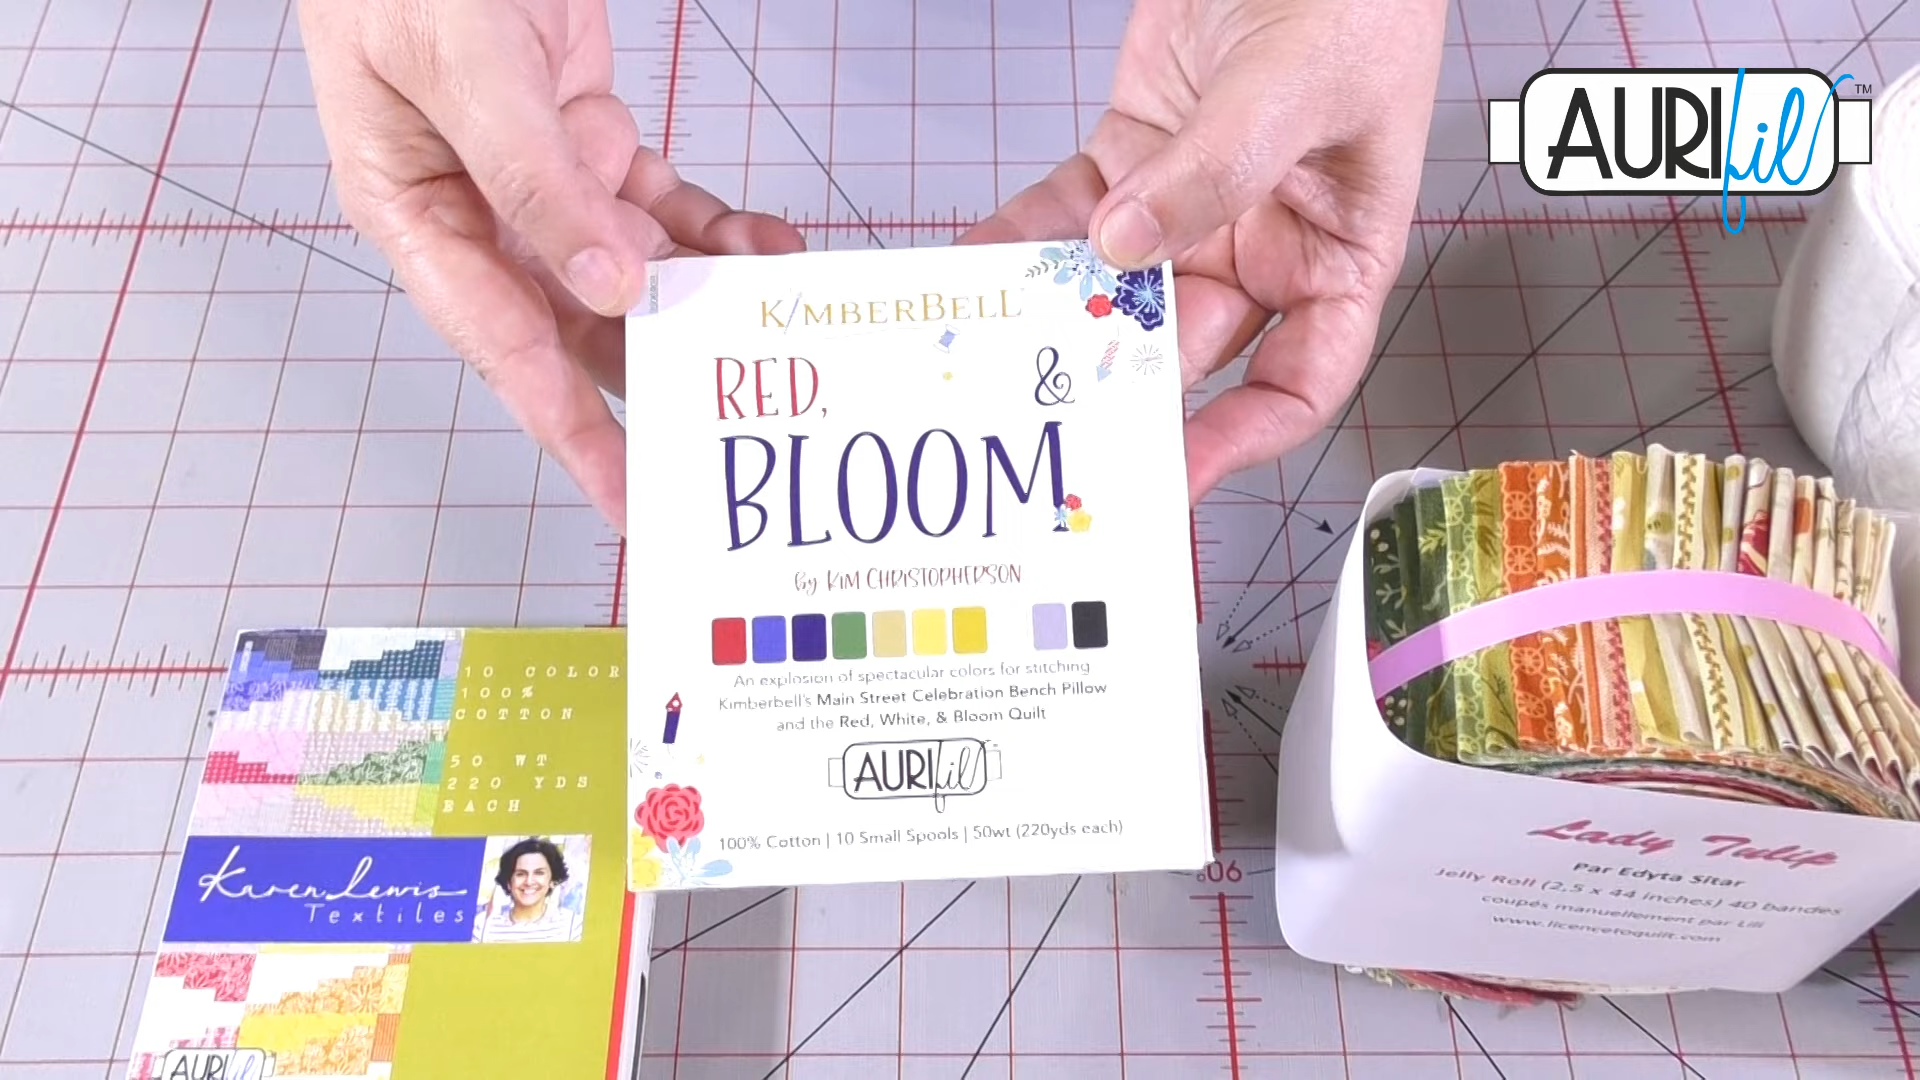 AURIfil™
KIMBERBELL
RED, &
BLOOM
by KIM CHRISTOPHERSON
An explosion of spectacular colors for stitching
Kimberbell's Main Street Celebration Bench Pillow
and the Red, White, & Bloom Quilt
AURIfil
100% Cotton | 10 Small Spools | 50wt (220yds each)
10 COLOR
100%
COTTON
50 WT
220 YDS
EACH
Karen Lewis
Textiles
AURIfil
Lady Tulip
Par Edyta Sitar
Jelly Roll (2.5 x 44 inches) 40 bandes
coupés manuellement par Lili
www.licencetoquilt.com
06